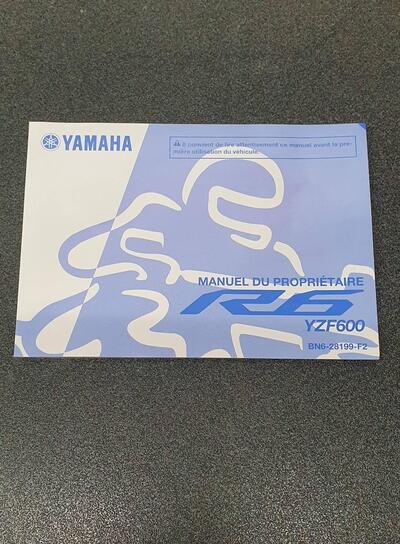 YAMAHA
Il convient de lire attentivement ce manuel avant la pre-
mière utilisation du véhicule.
MANUEL DU PROPRIÉTAIRE
R6
YZF600
BN6-28199-F2